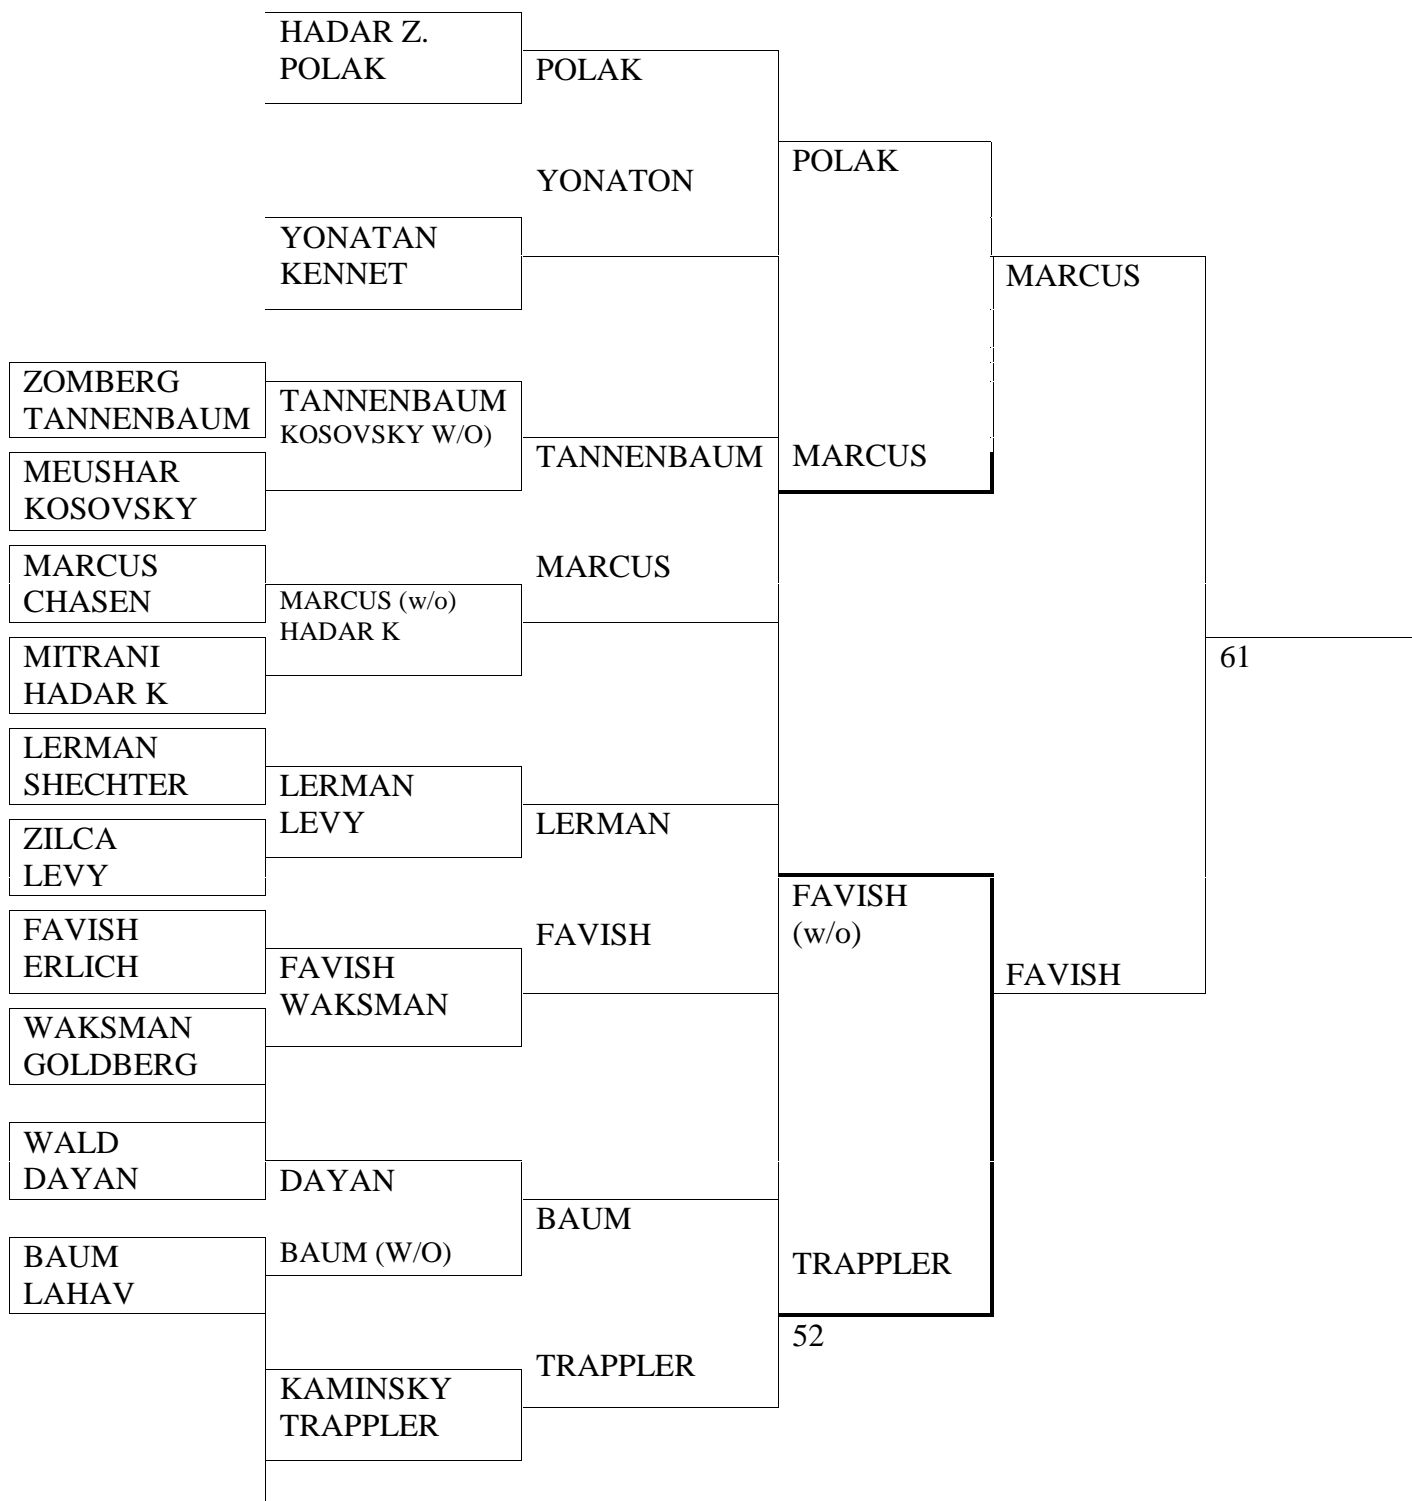 HADAR Z.
POLAK
POLAK
YONATON
POLAK
YONATAN
KENNET
MARCUS
ZOMBERG
TANNENBAUM
TANNENBAUM
KOSOVSKY W/O)
TANNENBAUM
MARCUS
MEUSHAR
KOSOVSKY
MARCUS
CHASEN
MARCUS
MARCUS (w/o)
HADAR K
MITRANI
HADAR K
61
LERMAN
SHECHTER
LERMAN
LEVY
LERMAN
ZILCA
LEVY
FAVISH
(w/o)
FAVISH
ERLICH
FAVISH
FAVISH
WAKSMAN
FAVISH
WAKSMAN
GOLDBERG
WALD
DAYAN
DAYAN
BAUM (W/O)
BAUM
TRAPPLER
BAUM
LAHAV
52
TRAPPLER
KAMINSKY
TRAPPLER